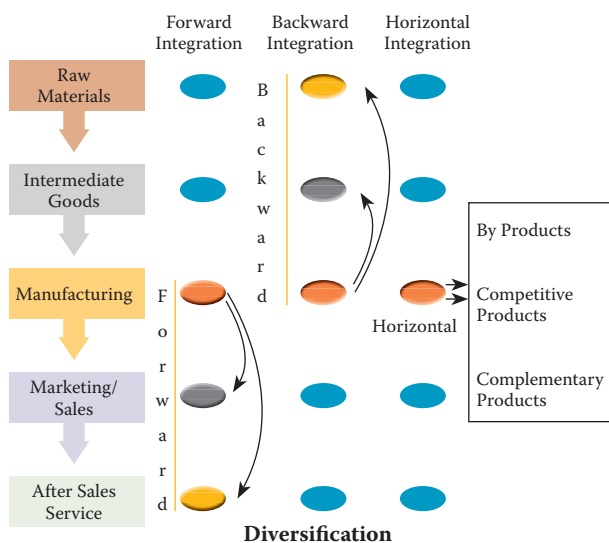 Forward
Integration
Backward
Integration
Horizontal
Integration
Raw
Materials
Intermediate
Goods
Manufacturing
Marketing/
Sales
After Sales
Service
F
o
r
w
a
r
d
B
a
c
k
w
a
r
d
Horizontal
By Products
Competitive
Products
Complementary
Products
Diversification